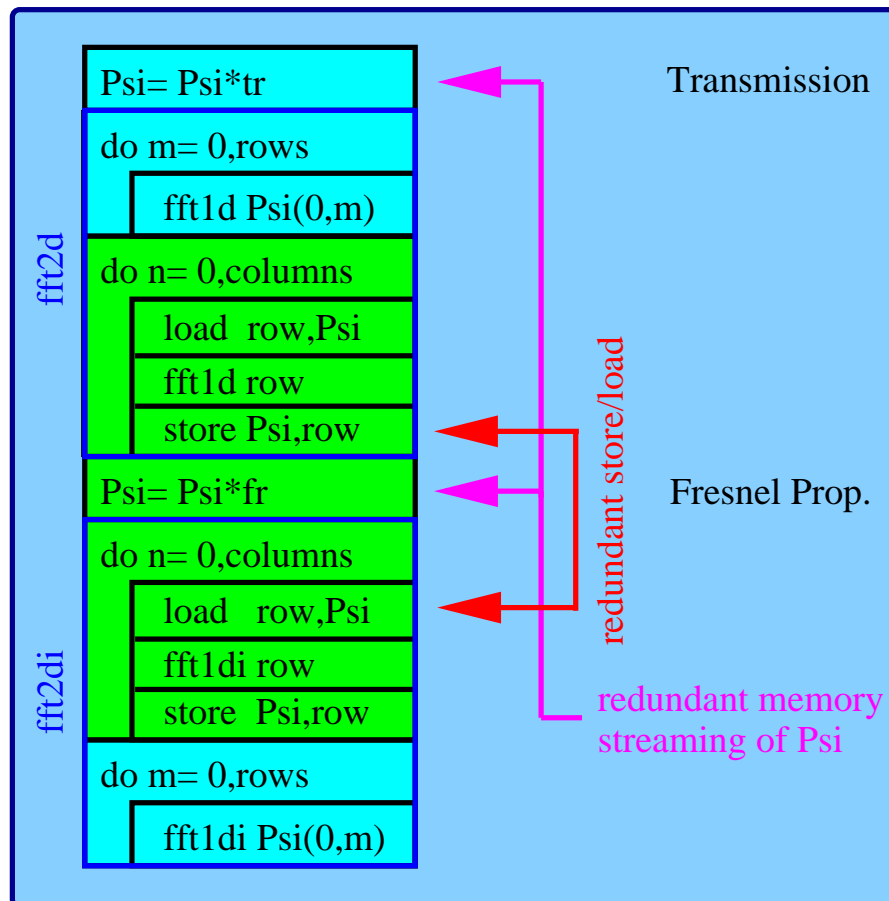 Psi= Psi*tr
Transmission
fft2d
do m= 0,rows
fft1d Psi(0,m)
do n= 0,columns
load row,Psi
fft1d row
store Psi,row
redundant store/load
Psi= Psi*fr
Fresnel Prop.
fft2di
do n= 0,columns
load row,Psi
fft1di row
store Psi,row
redundant memory
streaming of Psi
do m= 0,rows
fft1di Psi(0,m)